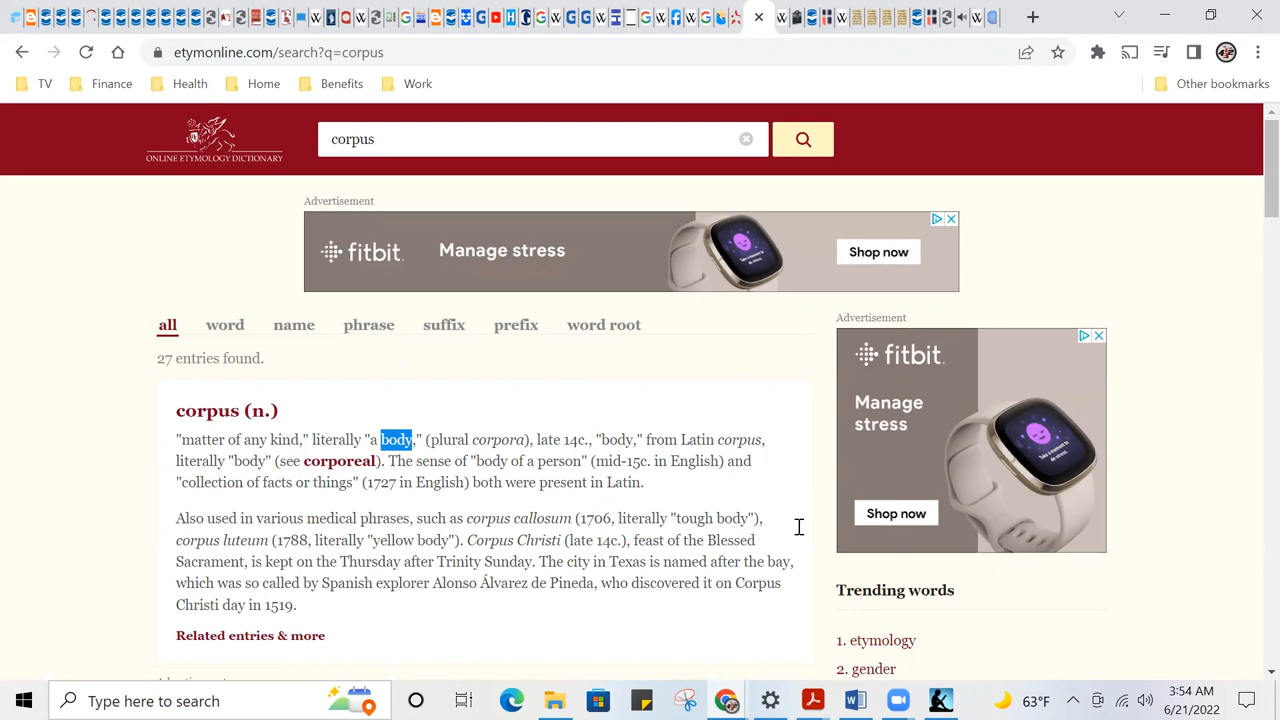 etymonline.com/search?q=corpus
TV
Finance
Health
Home
Benefits
Work
Other bookmarks
ONLINE ETYMOLOGY DICTIONARY
corpus
Advertisement
fitbit.
Manage stress
Shop now
all
word
name
phrase
suffix
prefix
word root
27 entries found.
corpus (n.)
"matter of any kind," literally "a body," (plural corpora), late 14c., "body," from Latin corpus,
literally "body" (see corporeal). The sense of "body of a person" (mid-15c. in English) and
"collection of facts or things" (1727 in English) both were present in Latin.
Also used in various medical phrases, such as corpus callosum (1706, literally "tough body"),
corpus luteum (1788, literally "yellow body"). Corpus Christi (late 14c.), feast of the Blessed
Sacrament, is kept on the Thursday after Trinity Sunday. The city in Texas is named after the bay,
which was so called by Spanish explorer Alonso Álvarez de Pineda, who discovered it on Corpus
Christi day in 1519.
Related entries & more
Advertisement
fitbit.
Manage
stress
Shop now
Trending words
1. etymology
2. gender
Type here to search
63°F
3:54 AM
6/21/2022